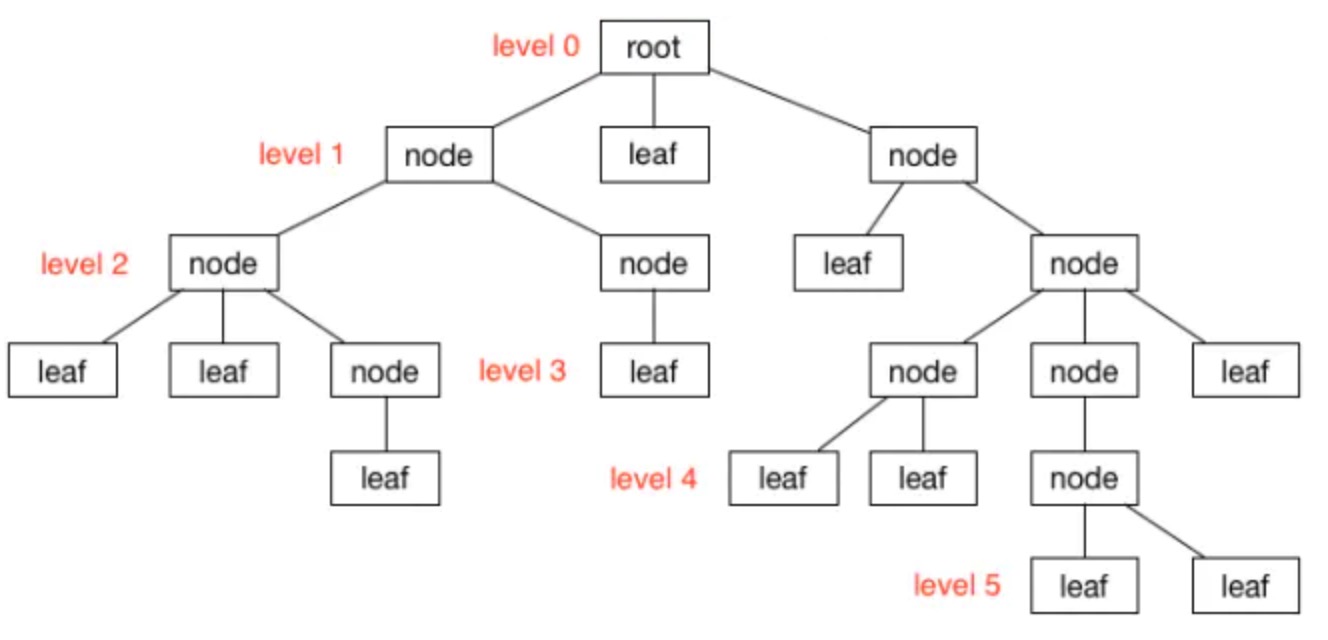 level 0 root
level 1 node leaf node
level 2 node node leaf node
leaf leaf node level 3 leaf node node leaf
leaf level 4 leaf leaf node
level 5 leaf leaf